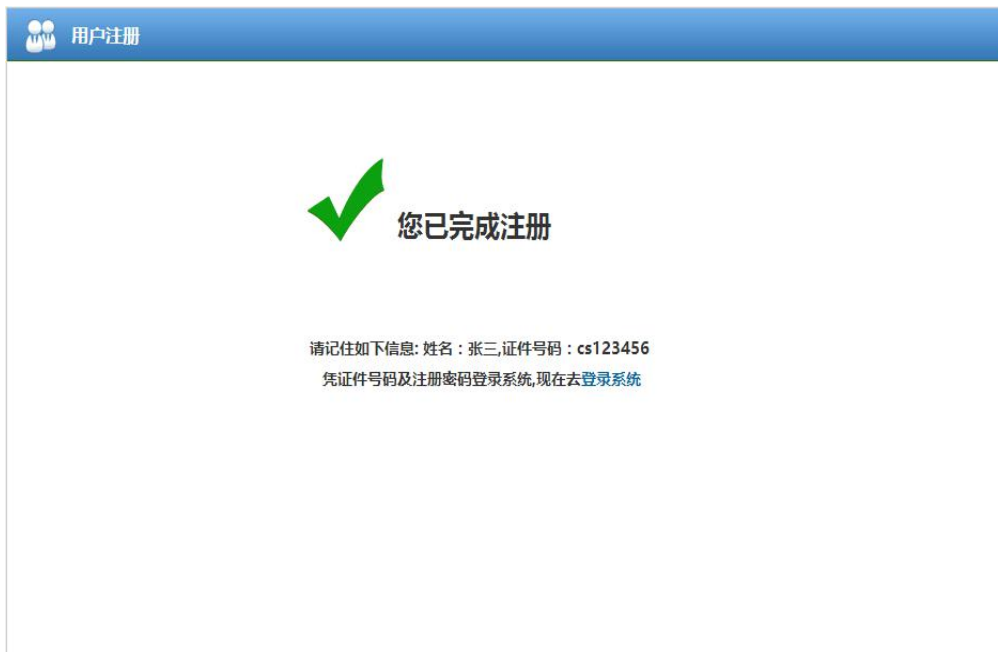 用户注册
您已完成注册
请记住如下信息: 姓名：张三,证件号码：cs123456
凭证件号码及注册密码登录系统,现在去登录系统